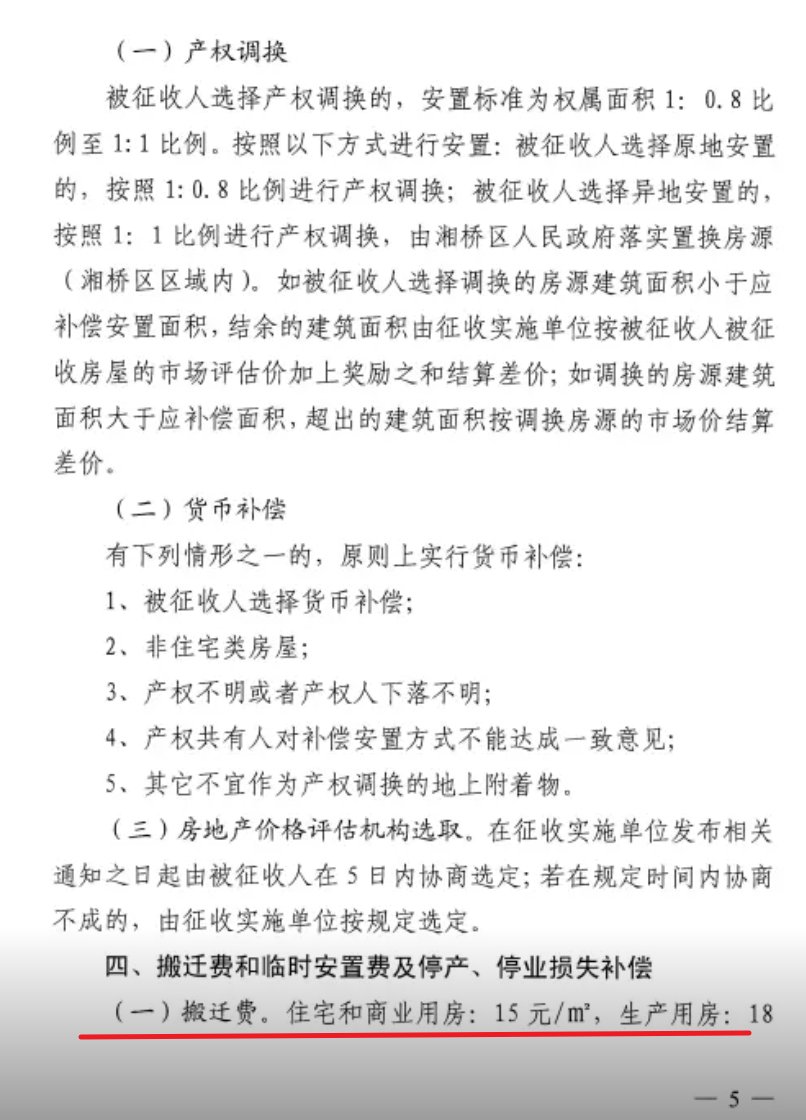 （一）产权调换
被征收人选择产权调换的，安置标准为权属面积 1：0.8 比
例至 1:1 比例。按照以下方式进行安置：被征收人选择原地安置
的，按照 1:0.8 比例进行产权调换；被征收人选择异地安置的，
按照 1：1 比例进行产权调换，由湘桥区人民政府落实置换房源
（湘桥区区域内）。如被征收人选择调换的房源建筑面积小于应
补偿安置面积，结余的建筑面积由征收实施单位按被征收人被征
收房屋的市场评估价加上奖励之和结算差价；如调换的房源建筑
面积大于应补偿面积，超出的建筑面积按调换房源的市场价结算
差价。
（二）货币补偿
有下列情形之一的，原则上实行货币补偿：
1、被征收人选择货币补偿；
2、非住宅类房屋；
3、产权不明或者产权人下落不明；
4、产权共有人对补偿安置方式不能达成一致意见；
5、其它不宜作为产权调换的地上附着物。
（三）房地产价格评估机构选取。在征收实施单位发布相关
通知之日起由被征收人在 5 日内协商选定；若在规定时间内协商
不成的，由征收实施单位按规定选定。
四、搬迁费和临时安置费及停产、停业损失补偿
（一）搬迁费。住宅和商业用房：15 元/㎡，生产用房：18
— 5 —